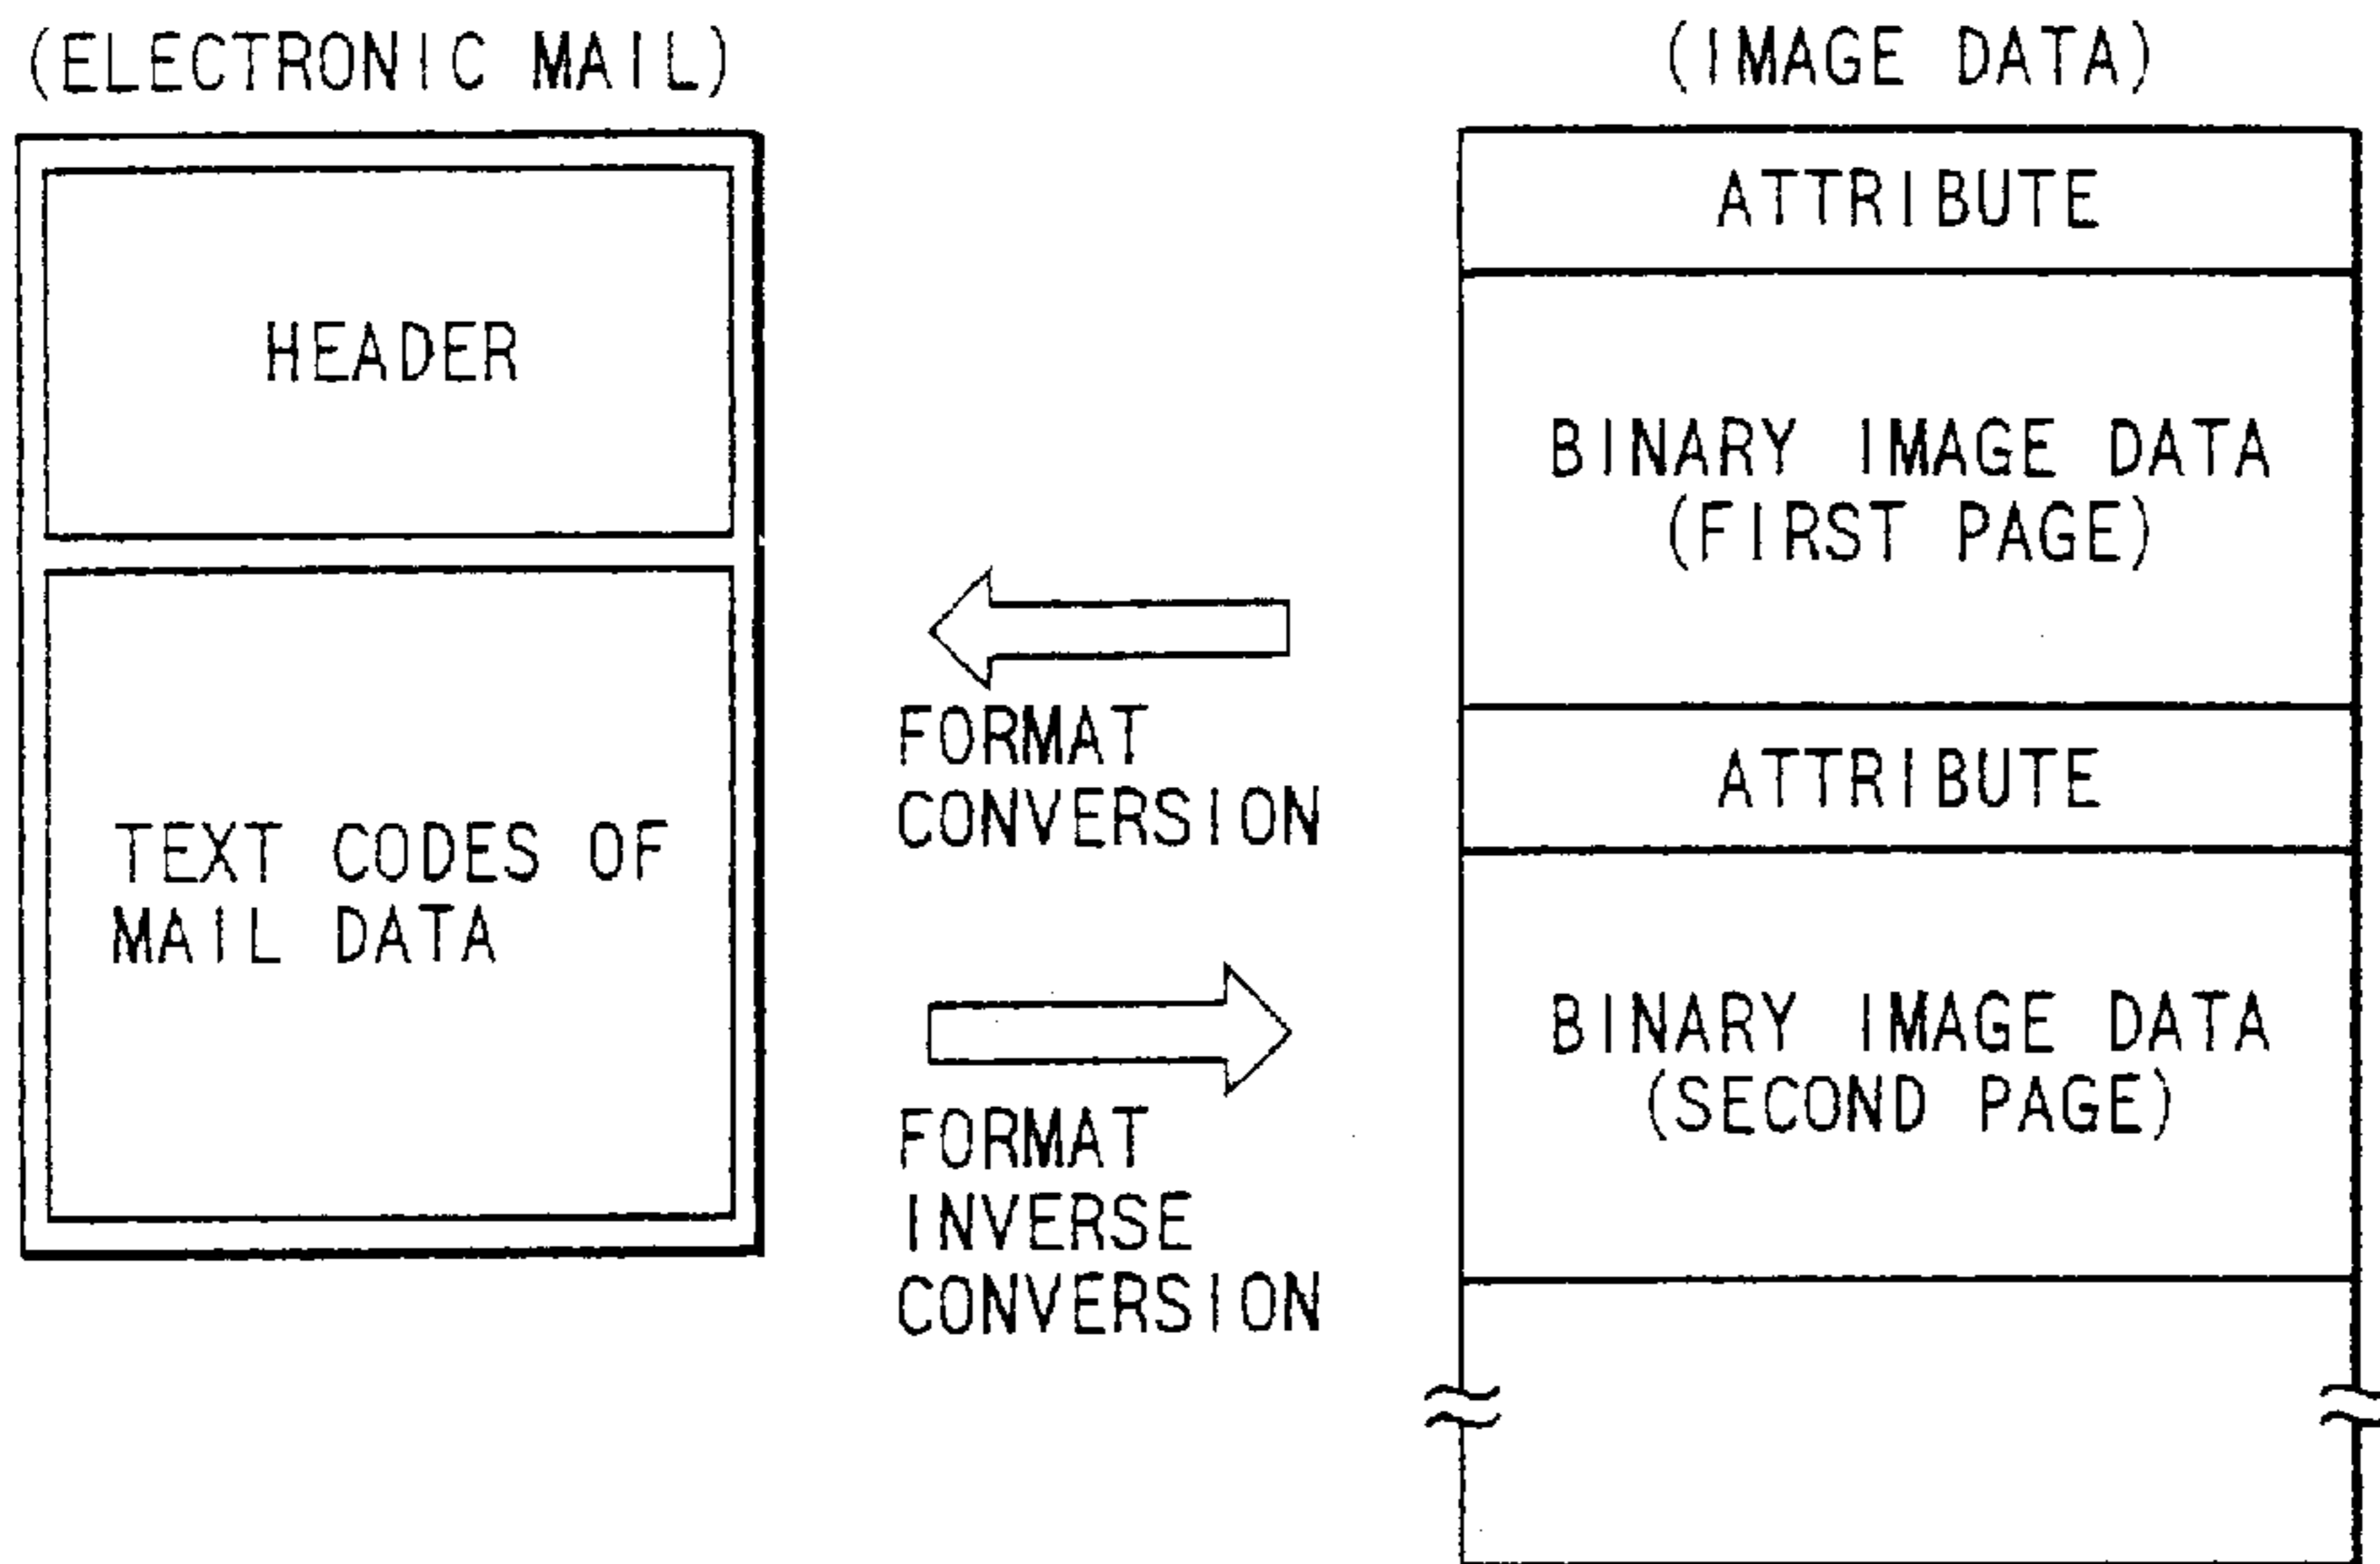 (ELECTRONIC MAIL)
HEADER
TEXT CODES OF
MAIL DATA
FORMAT
CONVERSION
FORMAT
INVERSE
CONVERSION
(IMAGE DATA)
ATTRIBUTE
BINARY IMAGE DATA
(FIRST PAGE)
ATTRIBUTE
BINARY IMAGE DATA
(SECOND PAGE)